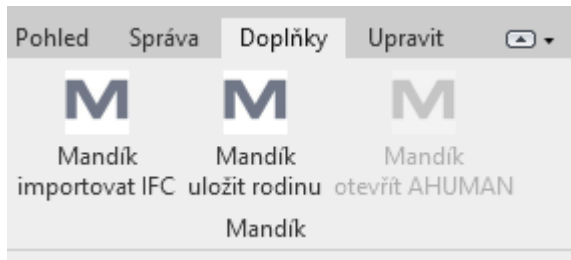 Pohled Správa Doplňky Upravit
M M M
Mandík Mandík Mandík
importovat IFC uložit rodinu otevřít AHUMAN
Mandík